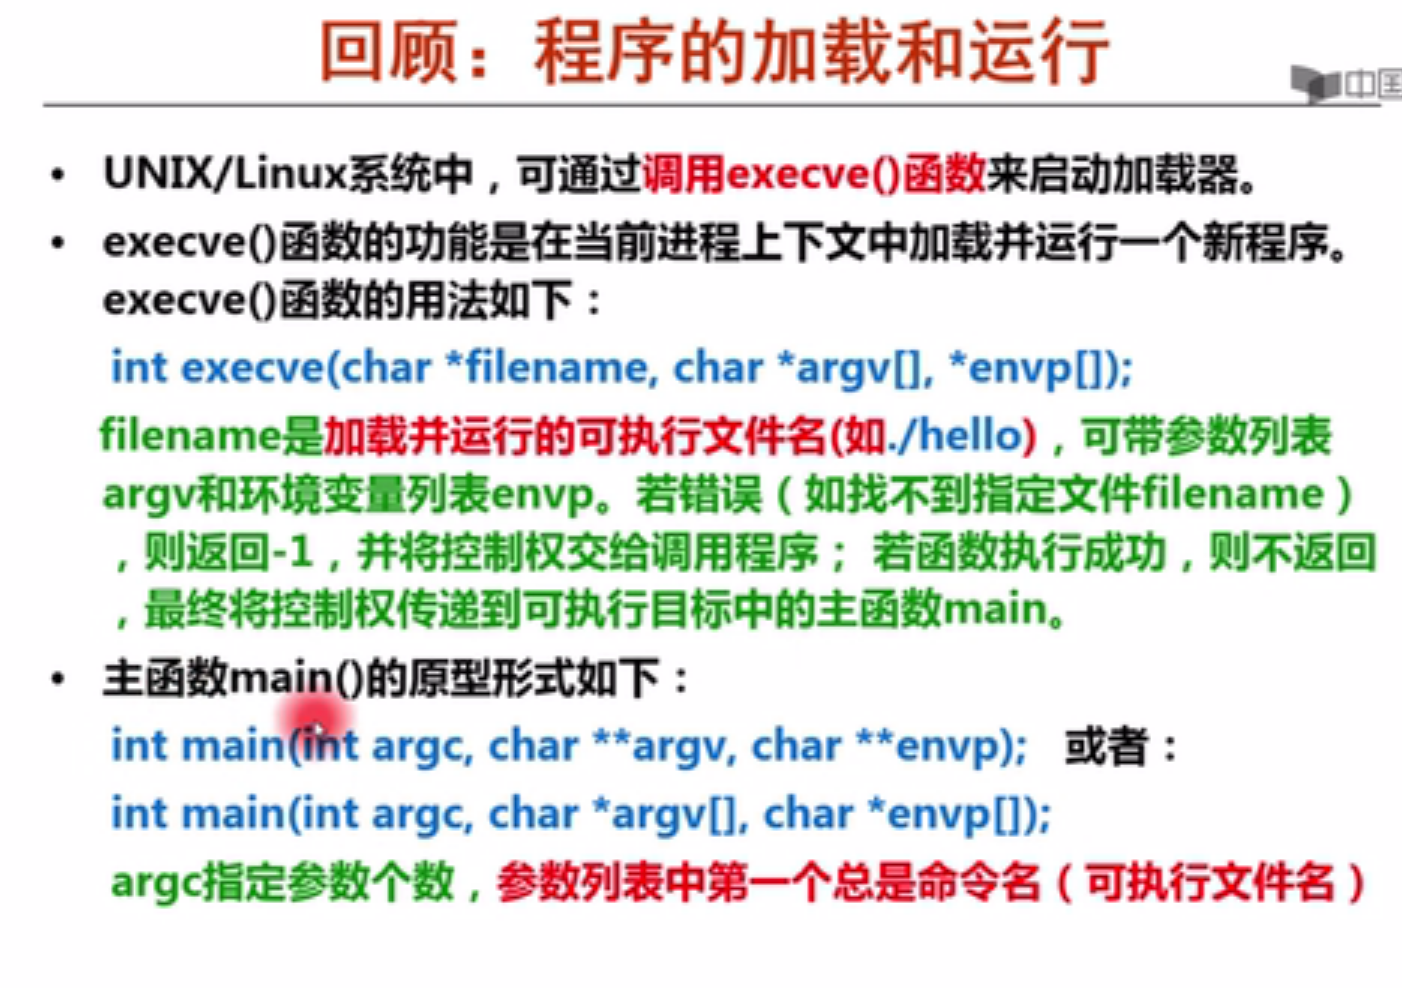 回顾：程序的加载和运行
中国
• UNIX/Linux系统中，可通过调用execve()函数来启动加载器。
• execve()函数的功能是在当前进程上下文中加载并运行一个新程序。
execve()函数的用法如下：
int execve(char *filename, char *argv[], *envp[]);
filename是加载并运行的可执行文件名(如./hello)，可带参数列表
argv和环境变量列表envp。若错误（如找不到指定文件filename）
，则返回-1，并将控制权交给调用程序； 若函数执行成功，则不返回
，最终将控制权传递到可执行目标中的主函数main。
• 主函数main()的原型形式如下：
int main(int argc, char **argv, char **envp); 或者：
int main(int argc, char *argv[], char *envp[]);
argc指定参数个数，参数列表中第一个总是命令名（可执行文件名）